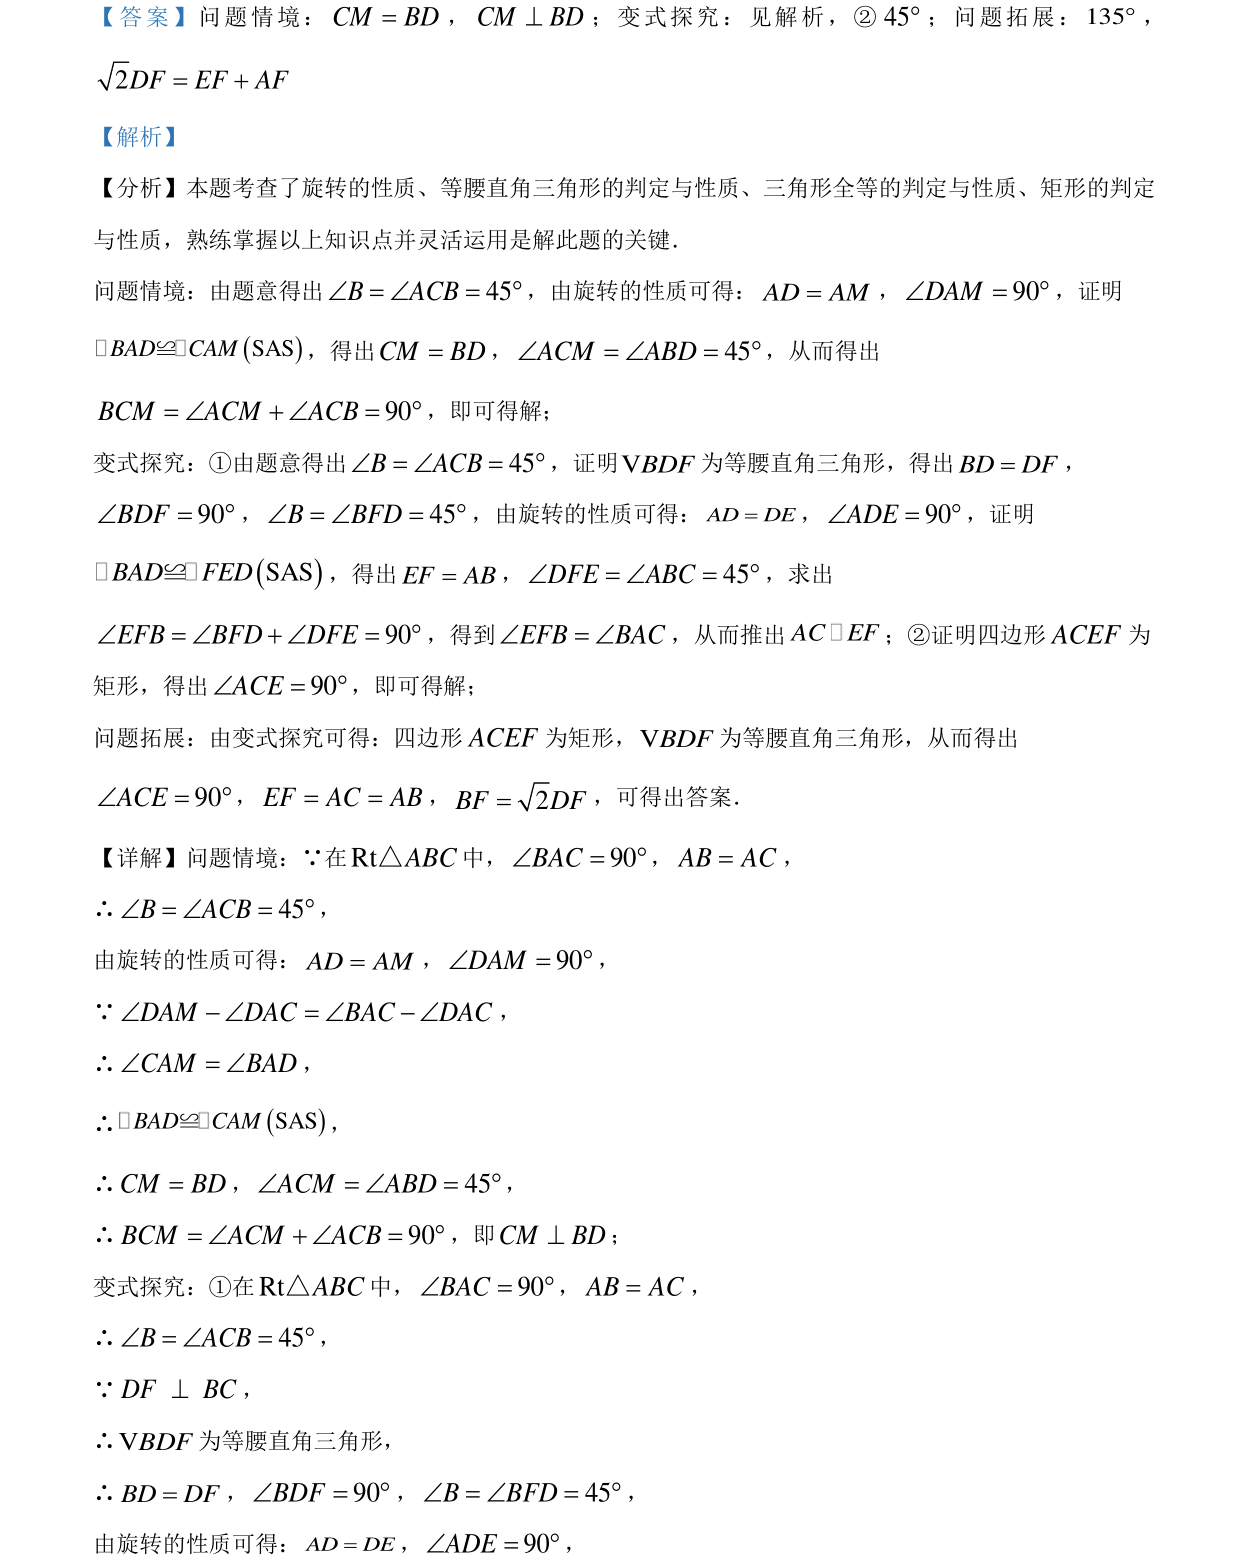 【答案】问题情境：CM = BD，CM ⊥ BD；变式探究：见解析，② 45°；问题拓展：135°，
√2DF = EF + AF
【解析】
【分析】本题考查了旋转的性质、等腰直角三角形的判定与性质、三角形全等的判定与性质、矩形的判定
与性质，熟练掌握以上知识点并灵活运用是解此题的关键．
问题情境：由题意得出∠B = ∠ACB = 45°，由旋转的性质可得：AD = AM，∠DAM = 90°，证明
□BAD≌□CAM(SAS)，得出CM = BD，∠ACM = ∠ABD = 45°，从而得出
BCM = ∠ACM + ∠ACB = 90°，即可得解；
变式探究：①由题意得出∠B = ∠ACB = 45°，证明VBDF为等腰直角三角形，得出BD = DF，
∠BDF = 90°，∠B = ∠BFD = 45°，由旋转的性质可得：AD = DE，∠ADE = 90°，证明
□BAD≌□FED(SAS)，得出EF = AB，∠DFE = ∠ABC = 45°，求出
∠EFB = ∠BFD + ∠DFE = 90°，得到∠EFB = ∠BAC，从而推出AC □ EF；②证明四边形ACEF为
矩形，得出∠ACE = 90°，即可得解；
问题拓展：由变式探究可得：四边形ACEF为矩形，VBDF为等腰直角三角形，从而得出
∠ACE = 90°，EF = AC = AB，BF = √2DF，可得出答案．
【详解】问题情境：∵在Rt△ABC中，∠BAC = 90°，AB = AC，
∴∠B = ∠ACB = 45°，
由旋转的性质可得：AD = AM，∠DAM = 90°，
∵∠DAM − ∠DAC = ∠BAC − ∠DAC，
∴∠CAM = ∠BAD，
∴□BAD≌□CAM(SAS)，
∴CM = BD，∠ACM = ∠ABD = 45°，
∴BCM = ∠ACM + ∠ACB = 90°，即CM ⊥ BD；
变式探究：①在Rt△ABC中，∠BAC = 90°，AB = AC，
∴∠B = ∠ACB = 45°，
∵DF ⊥ BC，
∴VBDF为等腰直角三角形，
∴BD = DF，∠BDF = 90°，∠B = ∠BFD = 45°，
由旋转的性质可得：AD = DE，∠ADE = 90°，